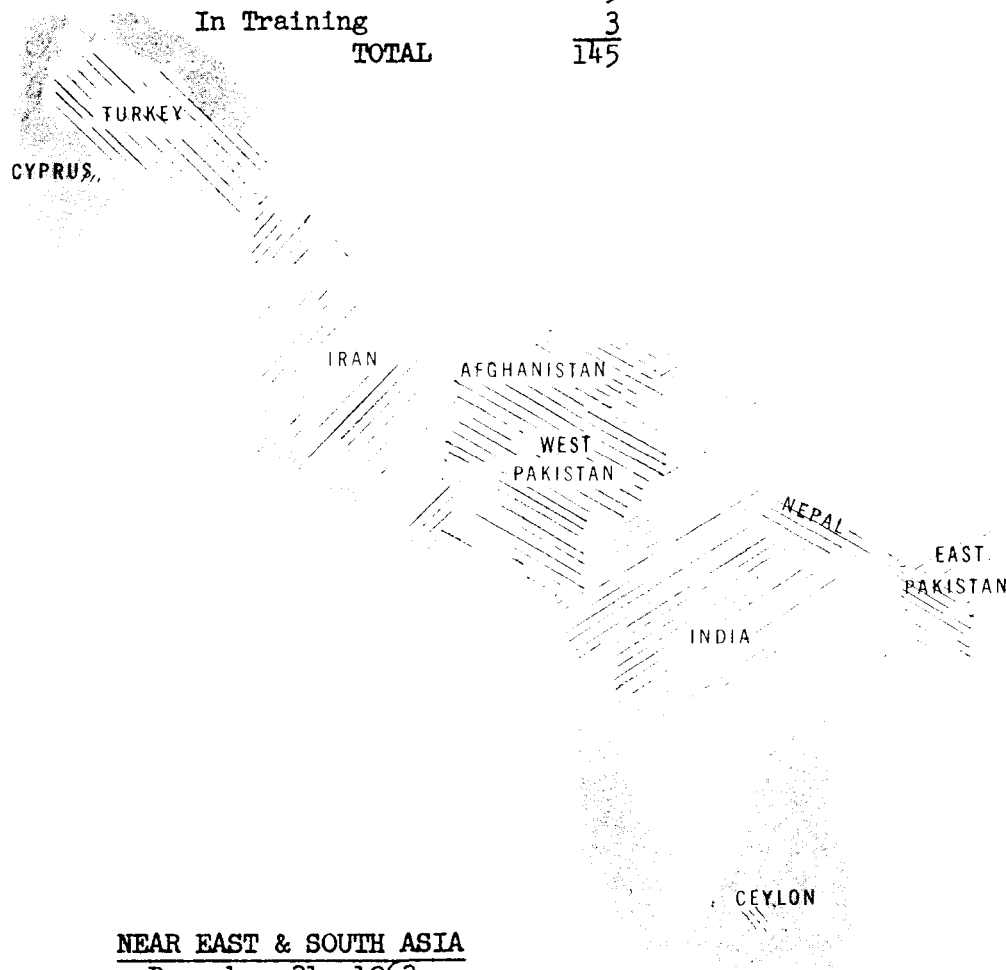 In Training 3
TOTAL 145
TURKEY
CYPRUS
IRAN
AFGHANISTAN
WEST
PAKISTAN
NEPAL
EAST
PAKISTAN
INDIA
CEYLON
NEAR EAST & SOUTH ASIA